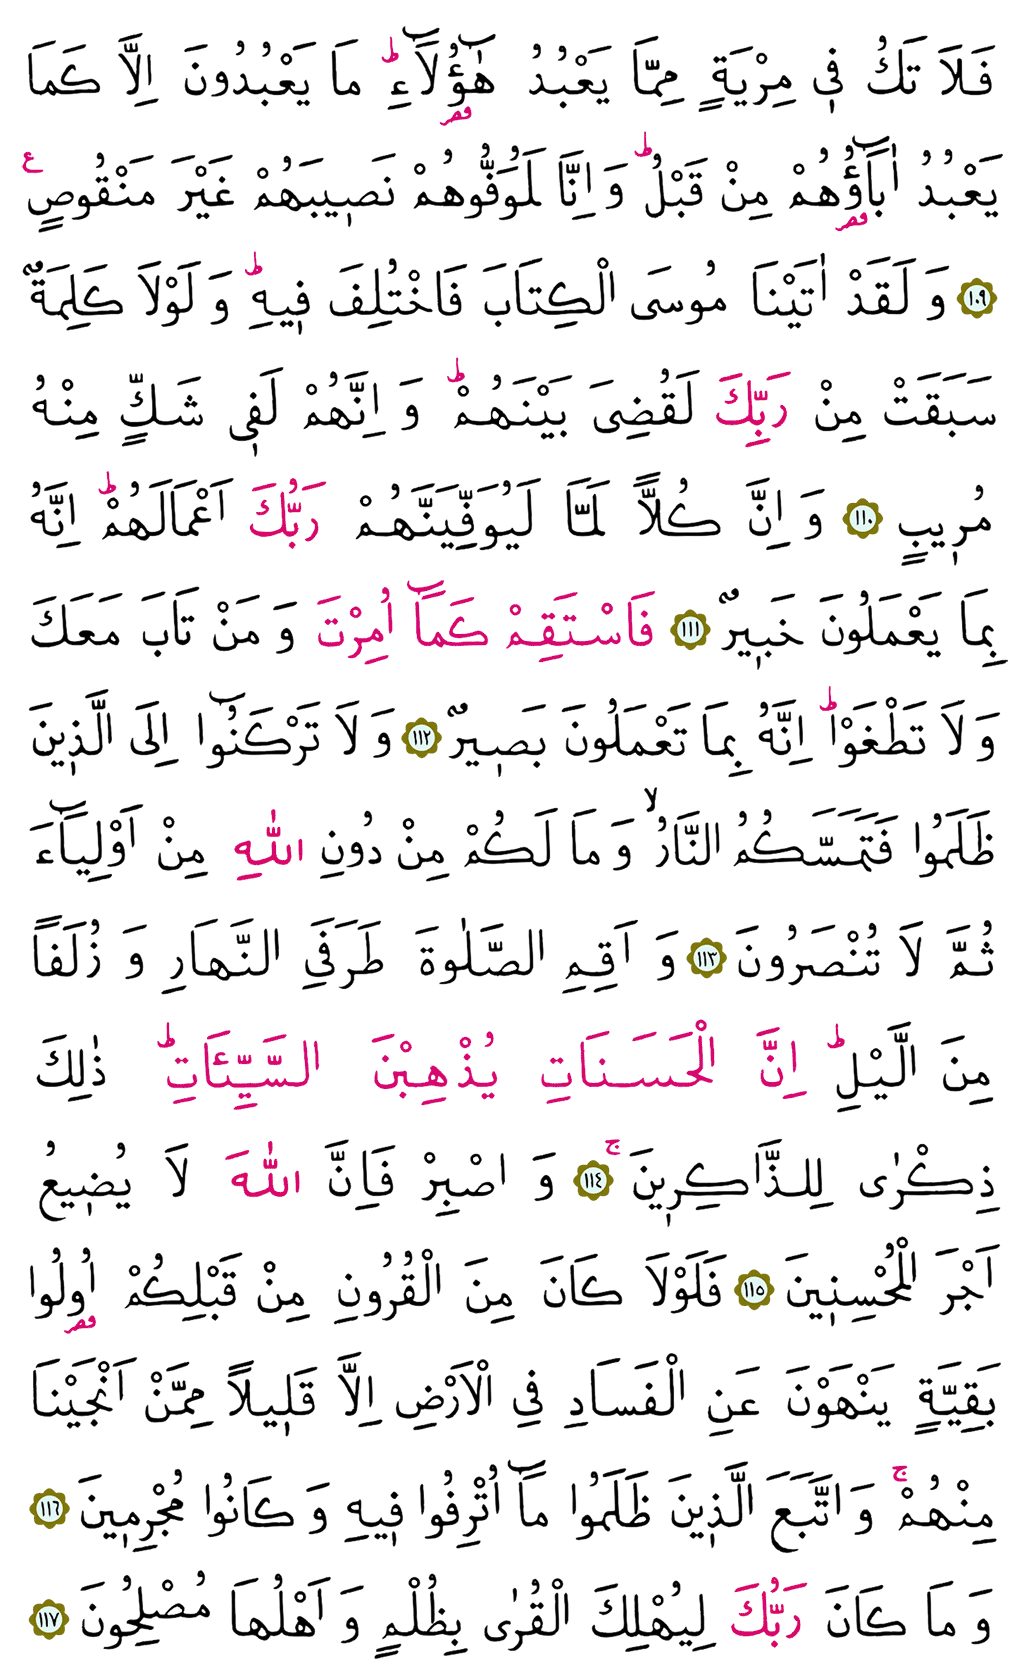 فَلَا تَكُ ف۪ي مِرْيَةٍ مِمَّا يَعْبُدُ هٰٓؤُ۬لَٓاءِۜ مَا يَعْبُدُونَ اِلَّا كَمَا
يَعْبُدُ اٰبَٓاؤُ۬هُمْ مِنْ قَبْلُۜ وَ اِنَّا لَمُوَفُّوهُمْ نَص۪يبَهُمْ غَيْرَ مَنْقُوصٍ ع
﴿١٠٩﴾ وَ لَقَدْ اٰتَيْنَا مُوسَى الْكِتَابَ فَاخْتُلِفَ ف۪يهِۜ وَ لَوْلَا كَلِمَةٌ
سَبَقَتْ مِنْ رَبِّكَ لَقُضِيَ بَيْنَهُمْۜ وَ اِنَّهُمْ لَف۪ي شَكٍّ مِنْهُ
مُر۪يبٍ ﴿١١٠﴾ وَ اِنَّ كُلًّا لَمَّا لَيُوَفِّيَنَّهُمْ رَبُّكَ اَعْمَالَهُمْۜ اِنَّهُ
بِمَا يَعْمَلُونَ خَب۪يرٌ ﴿١١١﴾ فَاسْتَقِمْ كَمَٓا اُمِرْتَ وَ مَنْ تَابَ مَعَكَ
وَ لَا تَطْغَوْاۜ اِنَّهُ بِمَا تَعْمَلُونَ بَص۪يرٌ ﴿١١٢﴾ وَ لَا تَرْكَنُٓوا اِلَى الَّذ۪ينَ
ظَلَمُوا فَتَمَسَّكُمُ النَّارُۙ وَ مَا لَكُمْ مِنْ دُونِ اللّٰهِ مِنْ اَوْلِيَٓاءَ
ثُمَّ لَا تُنْصَرُونَ ﴿١١٣﴾ وَ اَقِمِ الصَّلٰوةَ طَرَفَيِ النَّهَارِ وَ زُلَفًا
مِنَ الَّيْلِۜ اِنَّ الْحَسَنَاتِ يُذْهِبْنَ السَّيِّـَٔاتِۜ ذٰلِكَ
ذِكْرٰى لِلذَّاكِر۪ينَۚ ﴿١١٤﴾ وَ اصْبِرْ فَاِنَّ اللّٰهَ لَا يُض۪يعُ
اَجْرَ الْمُحْسِن۪ينَ ﴿١١٥﴾ فَلَوْلَا كَانَ مِنَ الْقُرُونِ مِنْ قَبْلِكُمْ اُو۬لُوا
بَقِيَّةٍ يَنْهَوْنَ عَنِ الْفَسَادِ فِي الْاَرْضِ اِلَّا قَل۪يلًا مِمَّنْ اَنْجَيْنَا
مِنْهُمْۚ وَ اتَّبَعَ الَّذ۪ينَ ظَلَمُوا مَٓا اُتْرِفُوا ف۪يهِ وَ كَانُوا مُجْرِم۪ينَ ﴿١١٦﴾
وَ مَا كَانَ رَبُّكَ لِيُهْلِكَ الْقُرٰى بِظُلْمٍ وَ اَهْلُهَا مُصْلِحُونَ ﴿١١٧﴾